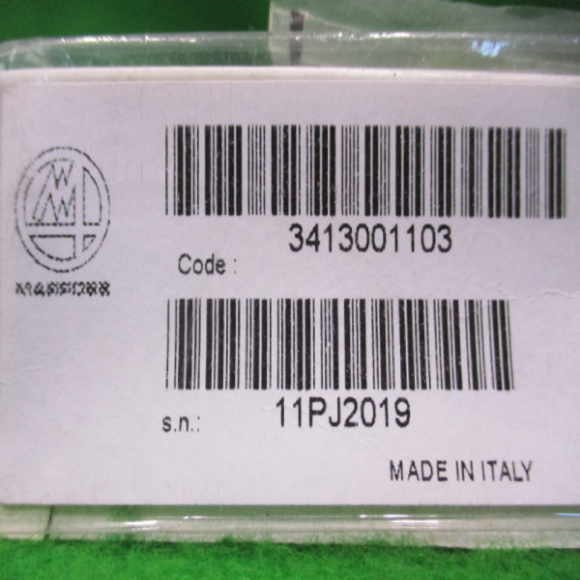 3413001103
Code :
11PJ2019
s.n.:
MADE IN ITALY